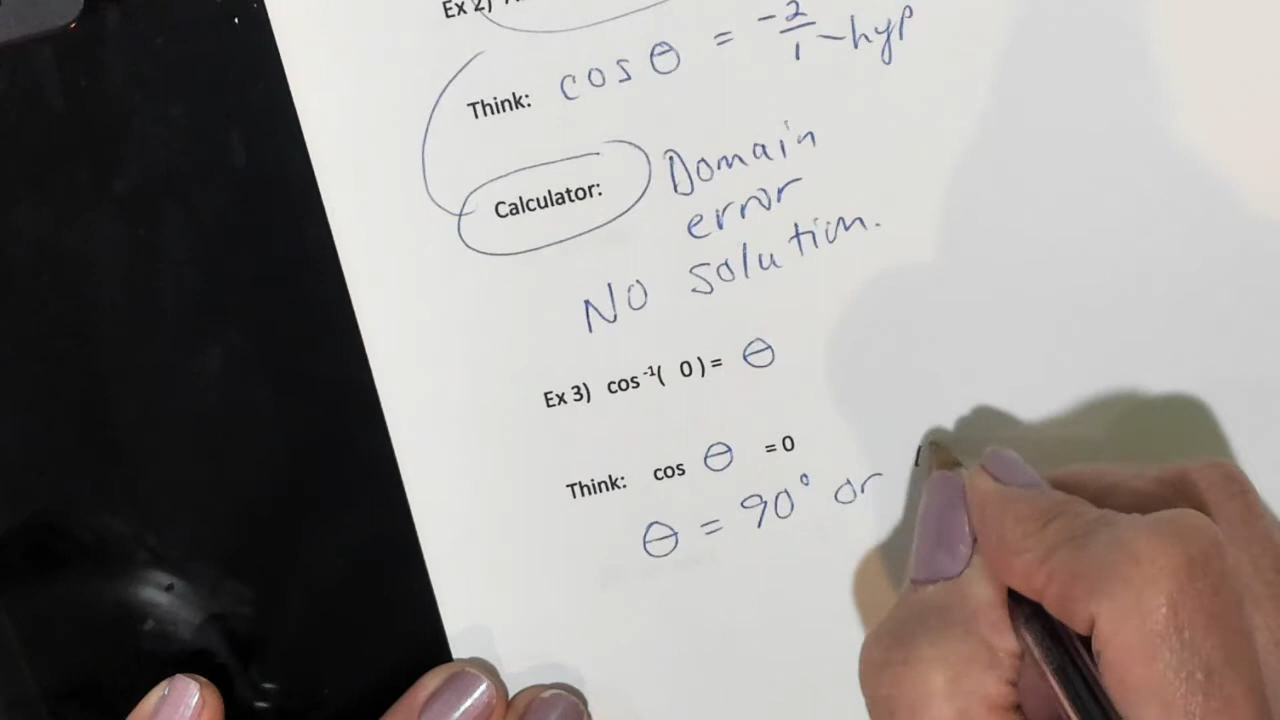 Ex 2)
Think: cos θ = -2/1 - hyp
Calculator: Domain
error
No solution.
Ex 3) cos⁻¹( 0)= θ
Think: cos θ = 0
θ = 90° or